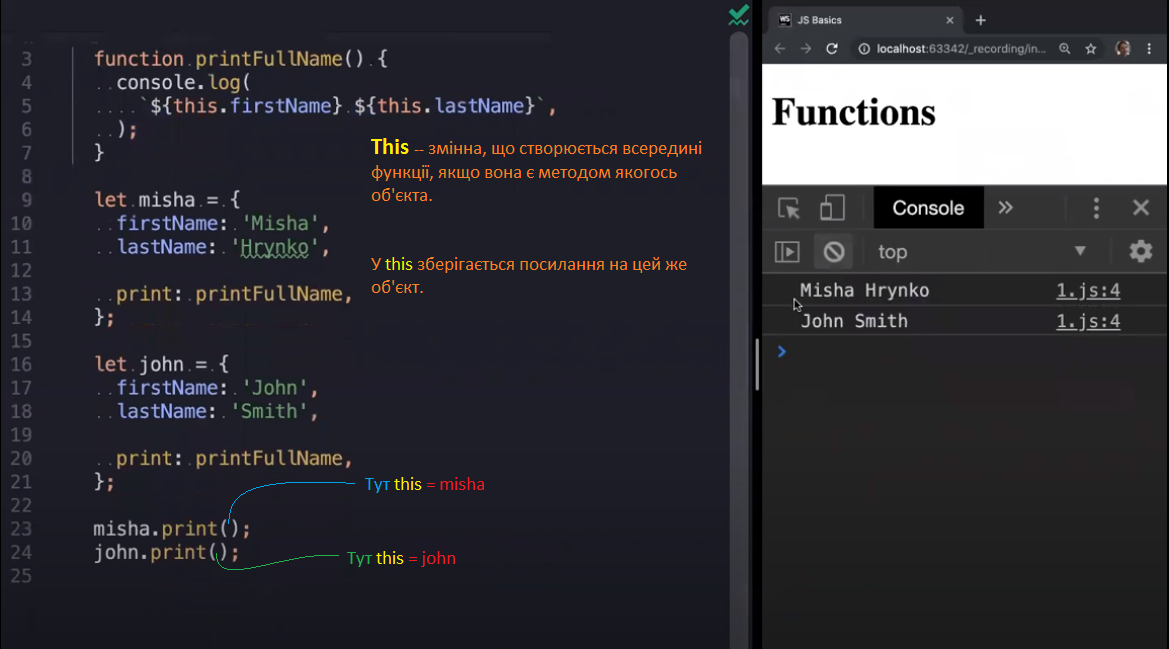 3 function printFullName() {
4 console.log(
5 `${this.firstName} ${this.lastName}`,
6 );
7 }
8
9 let misha = {
10 firstName: 'Misha',
11 lastName: 'Hrynko',
12
13 print: printFullName,
14 };
15
16 let john = {
17 firstName: 'John',
18 lastName: 'Smith',
19
20 print: printFullName,
21 };
22
23 misha.print();
24 john.print();
25
This -- змінна, що створюється всередині
функції, якщо вона є методом якогось
об'єкта.
У this зберігається посилання на цей же
об'єкт.
Тут this = misha
Тут this = john
WS JS Basics
localhost:63342/_recording/in...
Functions
Console
top
Misha Hrynko 1.js:4
John Smith 1.js:4